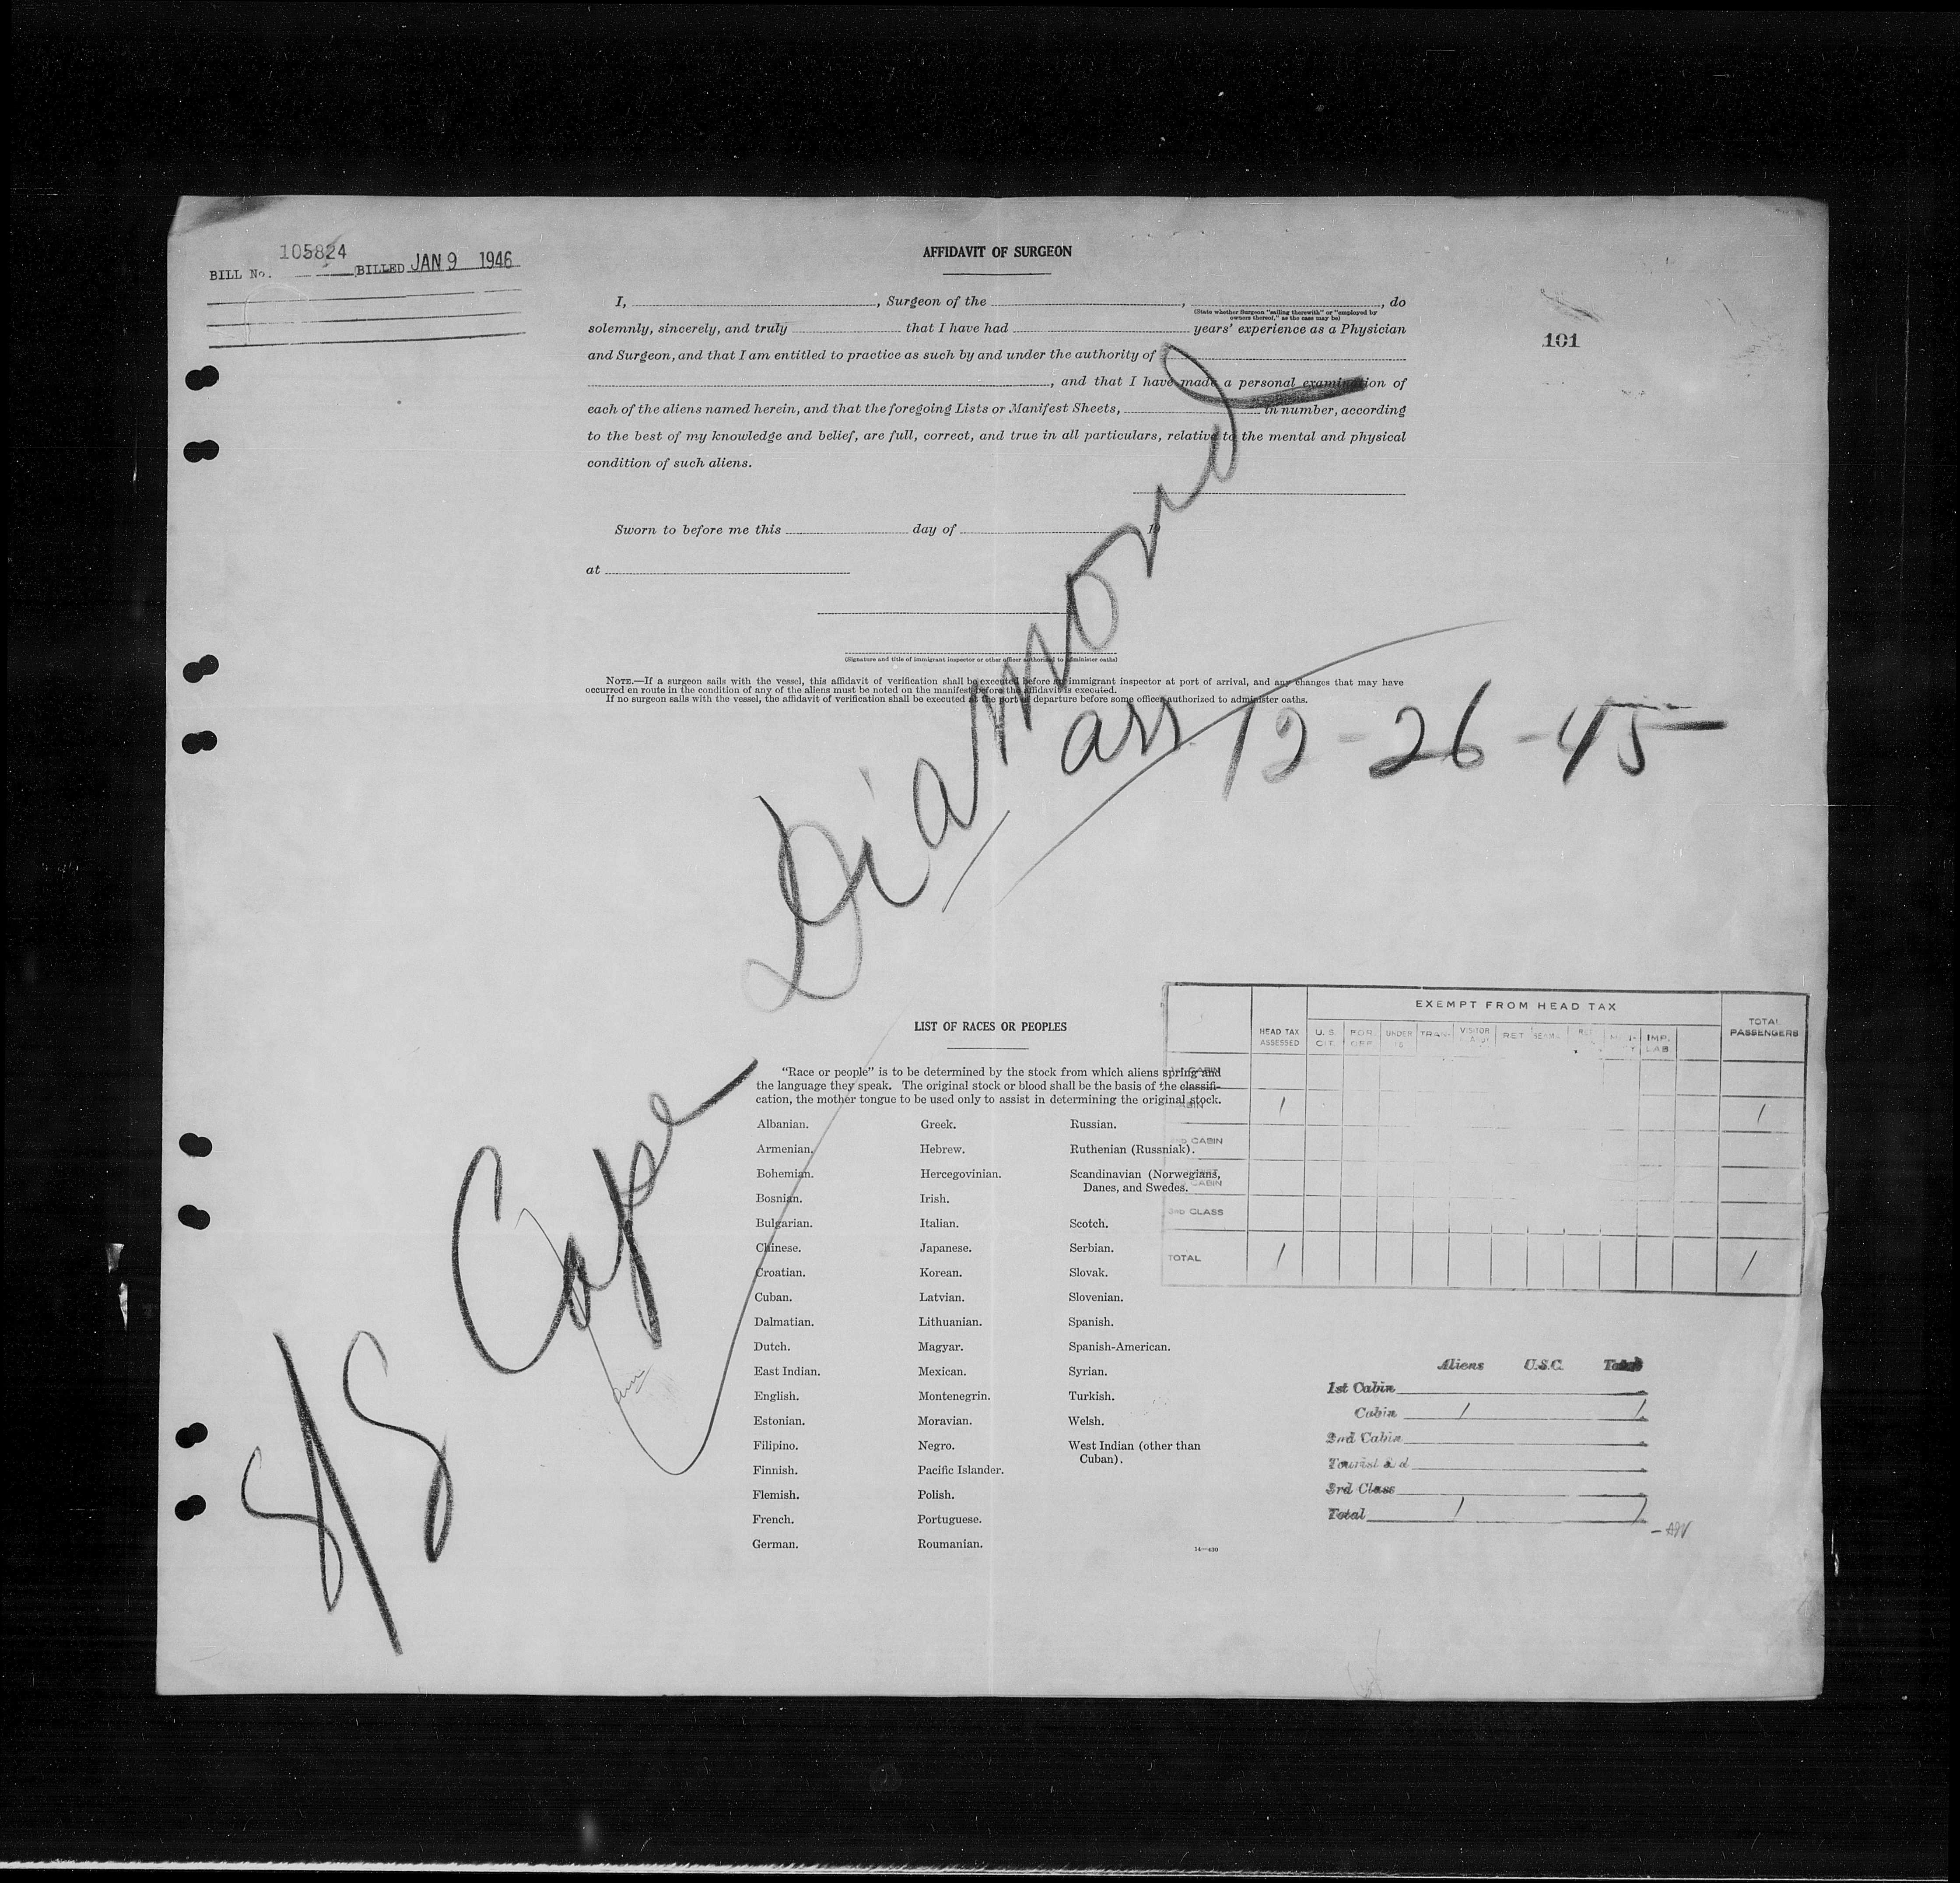 105824
BILL No. BILLED JAN 9 1946
AFFIDAVIT OF SURGEON
I, , Surgeon of the , , do
(State whether Surgeon "sailing therewith" or "employed by
owners thereof," as the case may be)
solemnly, sincerely, and truly that I have had years' experience as a Physician
and Surgeon, and that I am entitled to practice as such by and under the authority of
, and that I have made a personal examination of
each of the aliens named herein, and that the foregoing Lists or Manifest Sheets, in number, according
to the best of my knowledge and belief, are full, correct, and true in all particulars, relative to the mental and physical
condition of such aliens.
101
Sworn to before me this day of 19
at
(Signature and title of immigrant inspector or other officer authorized to administer oaths)
NOTE.—If a surgeon sails with the vessel, this affidavit of verification shall be executed before an immigrant inspector at port of arrival, and any changes that may have
occurred en route in the condition of any of the aliens must be noted on the manifest before the affidavit is executed.
If no surgeon sails with the vessel, the affidavit of verification shall be executed at the port of departure before some officer authorized to administer oaths.
S/S Cape Diamond
arr 12-26-45
LIST OF RACES OR PEOPLES
"Race or people" is to be determined by the stock from which aliens spring and
the language they speak. The original stock or blood shall be the basis of the classifi-
cation, the mother tongue to be used only to assist in determining the original stock.
Albanian. Greek. Russian.
Armenian. Hebrew. Ruthenian (Russniak).
Bohemian. Hercegovinian. Scandinavian (Norwegians,
Danes, and Swedes.
Bosnian. Irish.
Bulgarian. Italian. Scotch.
Chinese. Japanese. Serbian.
Croatian. Korean. Slovak.
Cuban. Latvian. Slovenian.
Dalmatian. Lithuanian. Spanish.
Dutch. Magyar. Spanish-American.
East Indian. Mexican. Syrian.
English. Montenegrin. Turkish.
Estonian. Moravian. Welsh.
Filipino. Negro. West Indian (other than
Cuban).
Finnish. Pacific Islander.
Flemish. Polish.
French. Portuguese.
German. Roumanian.
14—430
EXEMPT FROM HEAD TAX
HEAD TAX
ASSESSED
U. S.
CIT.
FOR
UNDER
16
VISITOR
RET
IMP.
LAB.
TOTAL
PASSENGERS
CABIN
CABIN 1 1
CABIN
CABIN
3RD CLASS
TOTAL 1 1
Aliens U.S.C. Total
1st Cabin
Cabin 1 1
2nd Cabin
Tourist
3rd Class
Total 1 1